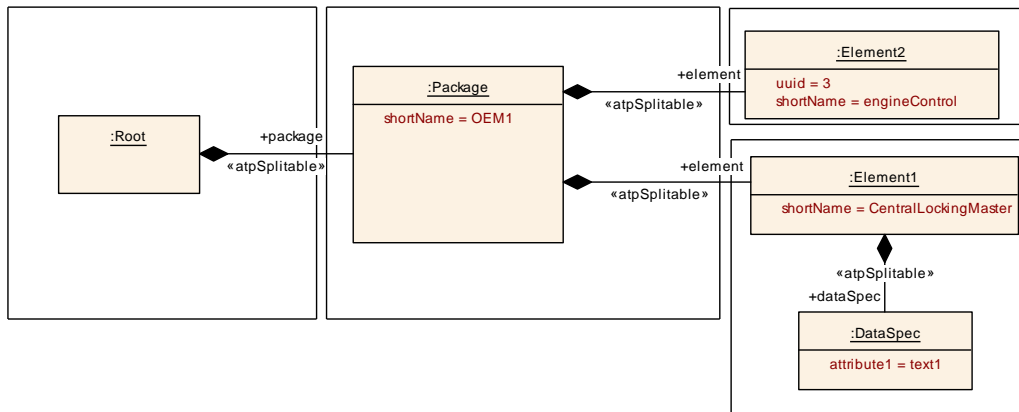 :Root
+package
«atpSplitable»
:Package
shortName = OEM1
+element
«atpSplitable»
:Element2
uuid = 3
shortName = engineControl
+element
«atpSplitable»
:Element1
shortName = CentralLockingMaster
«atpSplitable»
+dataSpec
:DataSpec
attribute1 = text1